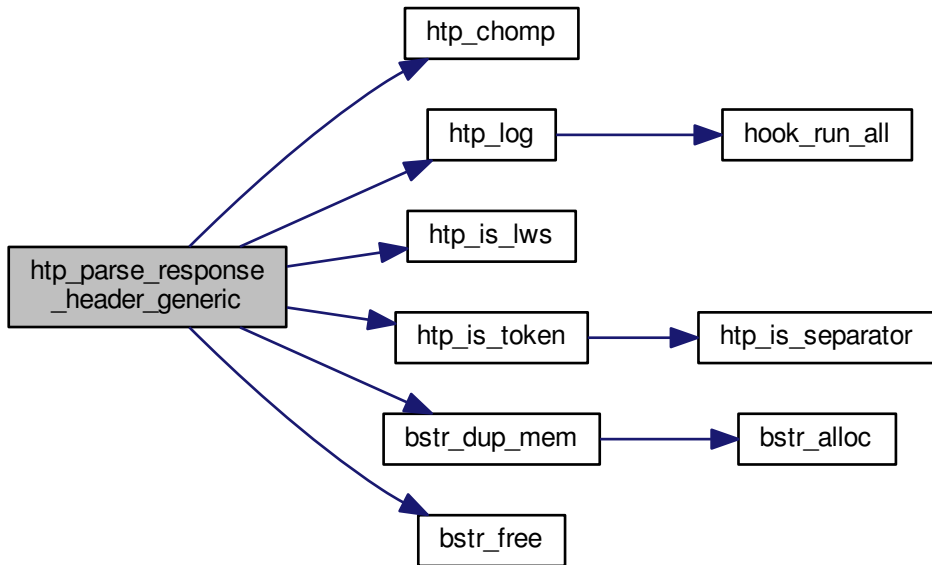 htp_chomp
htp_log
hook_run_all
htp_is_lws
htp_parse_response
_header_generic
htp_is_token
htp_is_separator
bstr_dup_mem
bstr_alloc
bstr_free